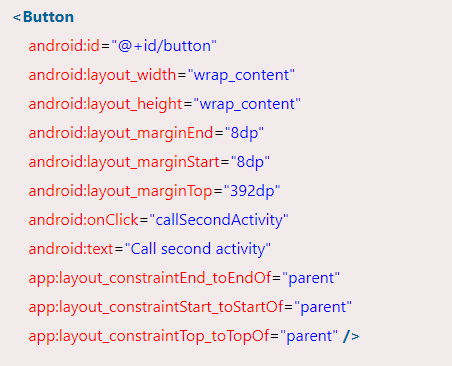 <Button
android:id="@+id/button"
android:layout_width="wrap_content"
android:layout_height="wrap_content"
android:layout_marginEnd="8dp"
android:layout_marginStart="8dp"
android:layout_marginTop="392dp"
android:onClick="callSecondActivity"
android:text="Call second activity"
app:layout_constraintEnd_toEndOf="parent"
app:layout_constraintStart_toStartOf="parent"
app:layout_constraintTop_toTopOf="parent" />